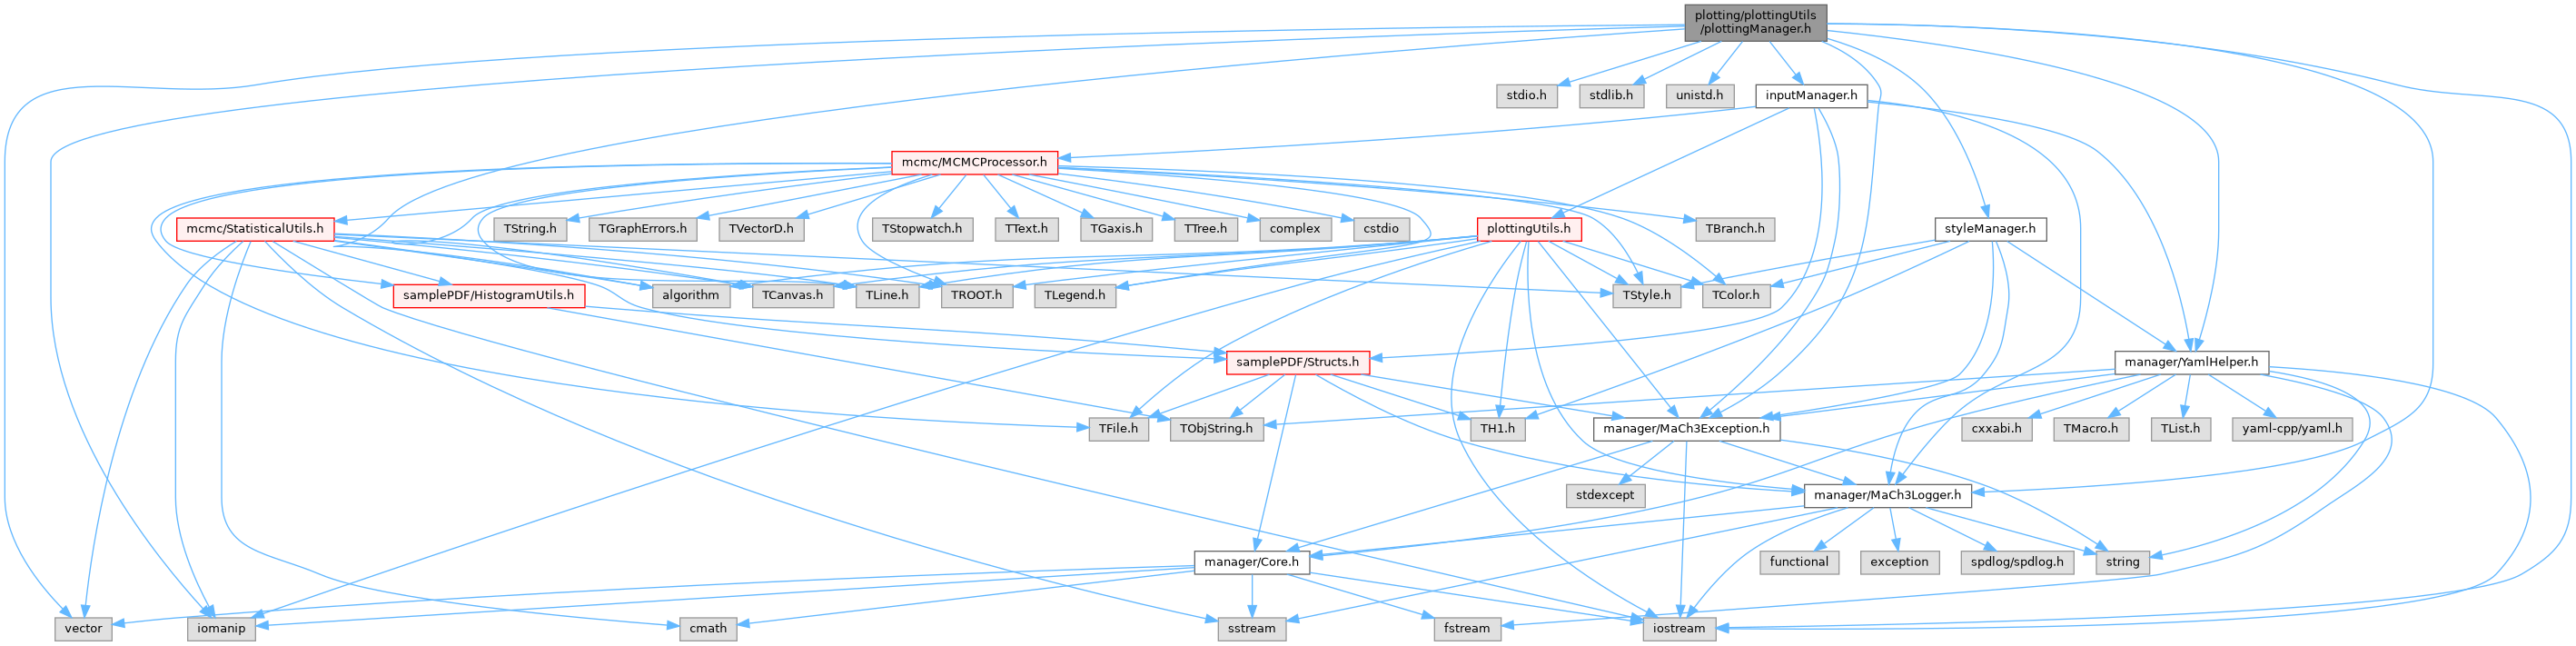 plotting/plottingUtils
/plottingManager.h
stdio.h
stdlib.h
unistd.h
inputManager.h
mcmc/MCMCProcessor.h
mcmc/StatisticalUtils.h
TString.h
TGraphErrors.h
TVectorD.h
TStopwatch.h
TText.h
TGaxis.h
TTree.h
complex
cstdio
plottingUtils.h
TBranch.h
styleManager.h
samplePDF/HistogramUtils.h
algorithm
TCanvas.h
TLine.h
TROOT.h
TLegend.h
TStyle.h
TColor.h
samplePDF/Structs.h
manager/YamlHelper.h
TFile.h
TObjString.h
TH1.h
manager/MaCh3Exception.h
cxxabi.h
TMacro.h
TList.h
yaml-cpp/yaml.h
stdexcept
manager/MaCh3Logger.h
manager/Core.h
functional
exception
spdlog/spdlog.h
string
vector
iomanip
cmath
sstream
fstream
iostream